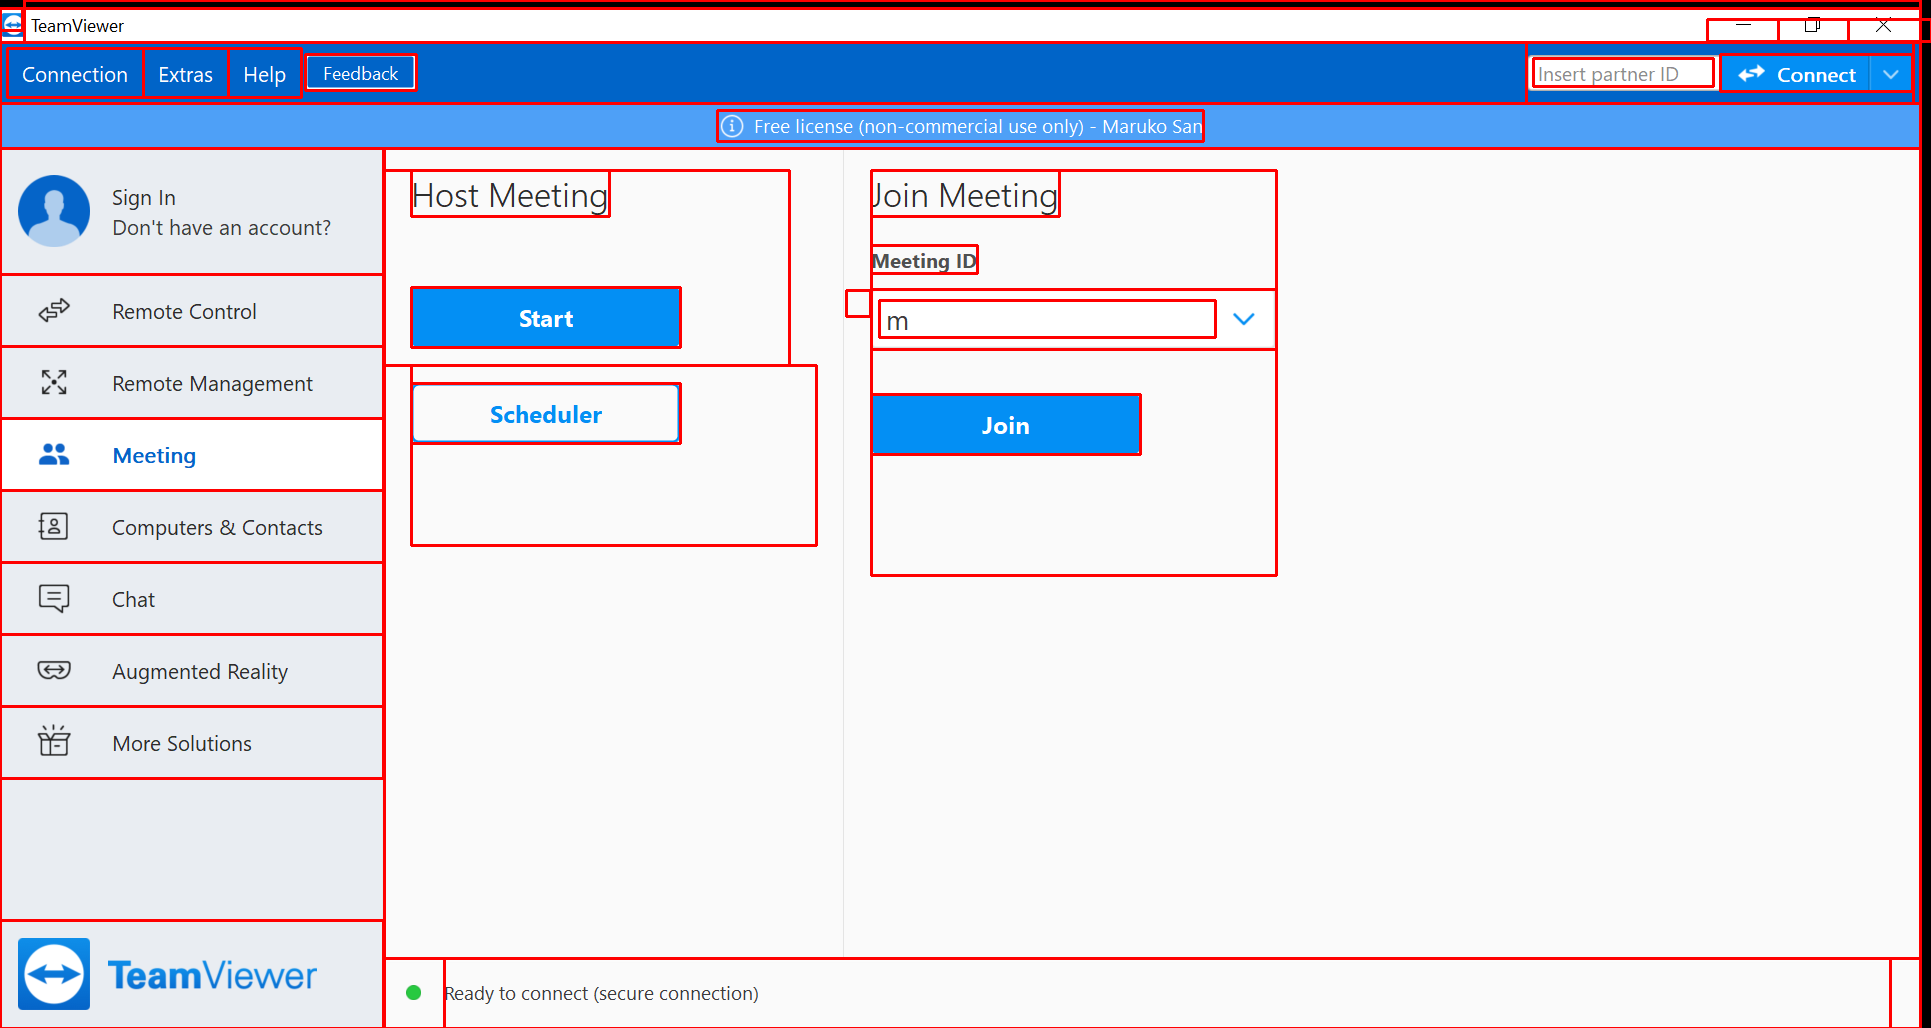 TeamViewer
Connection Extras Help Feedback Insert partner ID Connect
Free license (non-commercial use only) - Maruko San
Sign In
Don't have an account?
Remote Control
Remote Management
Meeting
Computers & Contacts
Chat
Augmented Reality
More Solutions
TeamViewer
Host Meeting
Start
Scheduler
Join Meeting
Meeting ID
m
Join
Ready to connect (secure connection)